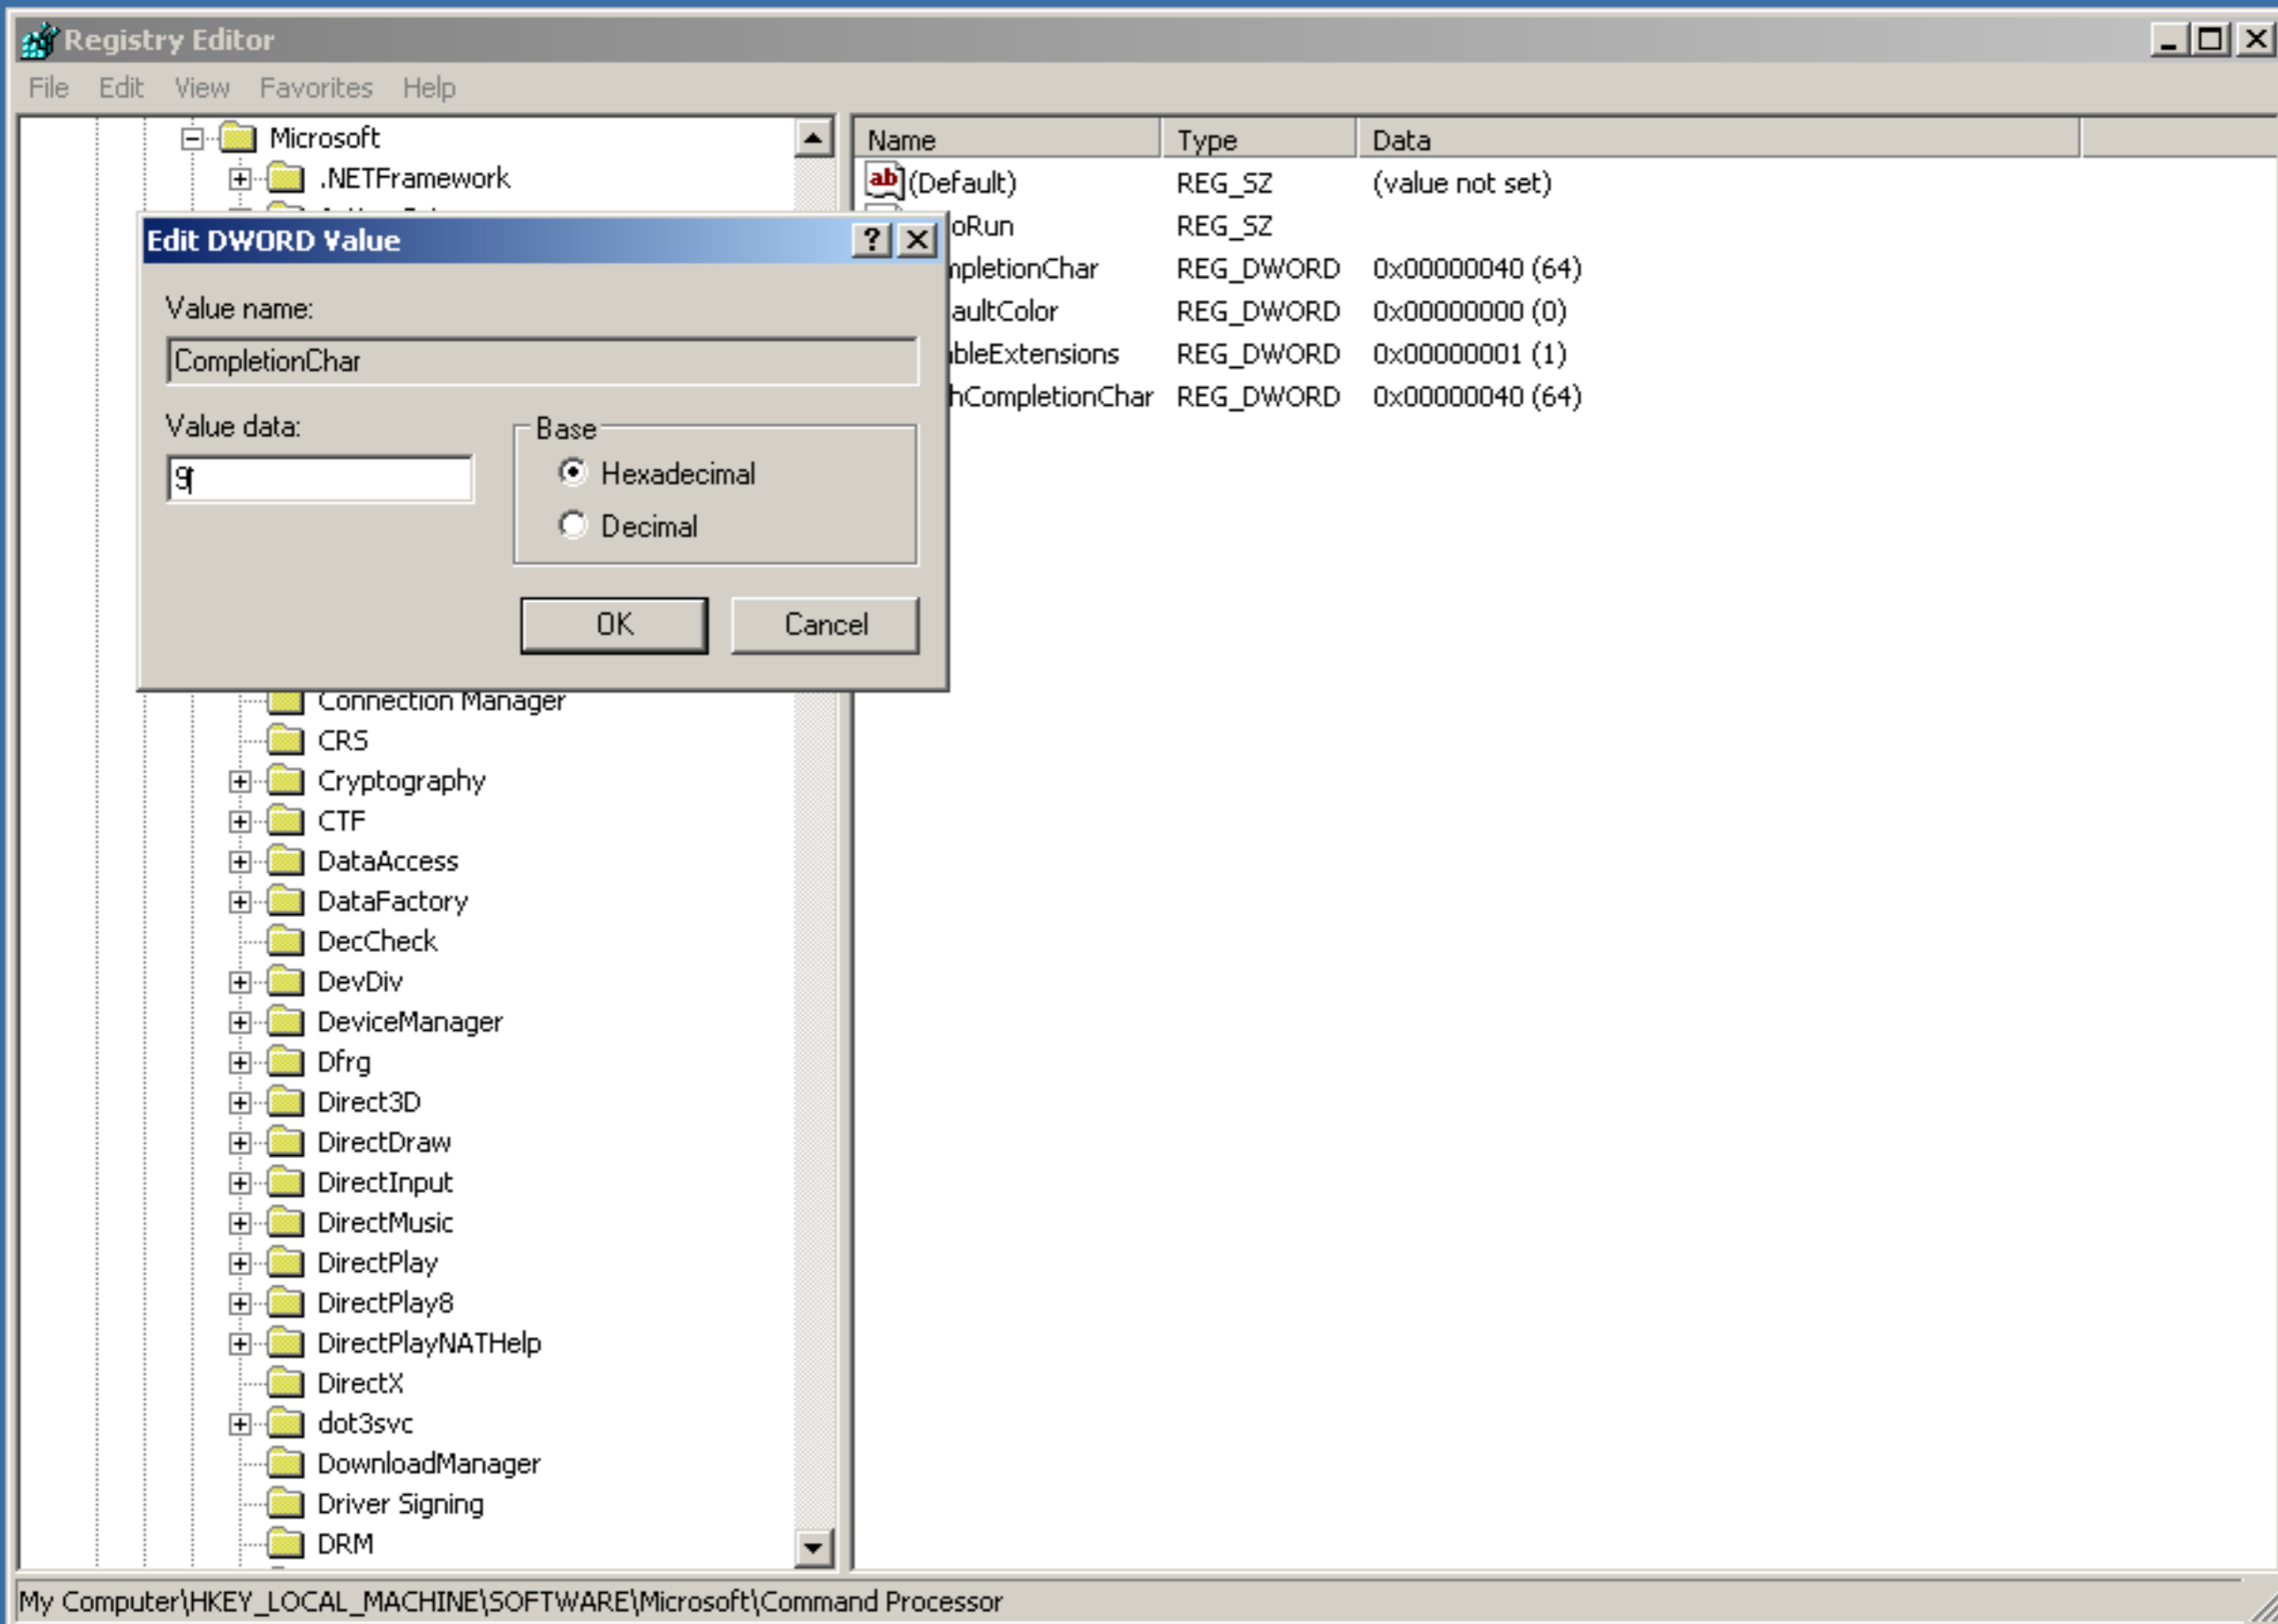 Registry Editor
File Edit View Favorites Help
Microsoft
.NETFramework
Name Type Data
(Default) REG_SZ (value not set)
oRun REG_SZ
mpletionChar REG_DWORD 0x00000040 (64)
aultColor REG_DWORD 0x00000000 (0)
ableExtensions REG_DWORD 0x00000001 (1)
hCompletionChar REG_DWORD 0x00000040 (64)
Edit DWORD Value
Value name:
CompletionChar
Value data:
9
Base
Hexadecimal
Decimal
OK Cancel
Connection Manager
CRS
Cryptography
CTF
DataAccess
DataFactory
DecCheck
DevDiv
DeviceManager
Dfrg
Direct3D
DirectDraw
DirectInput
DirectMusic
DirectPlay
DirectPlay8
DirectPlayNATHelp
DirectX
dot3svc
DownloadManager
Driver Signing
DRM
My Computer\HKEY_LOCAL_MACHINE\SOFTWARE\Microsoft\Command Processor